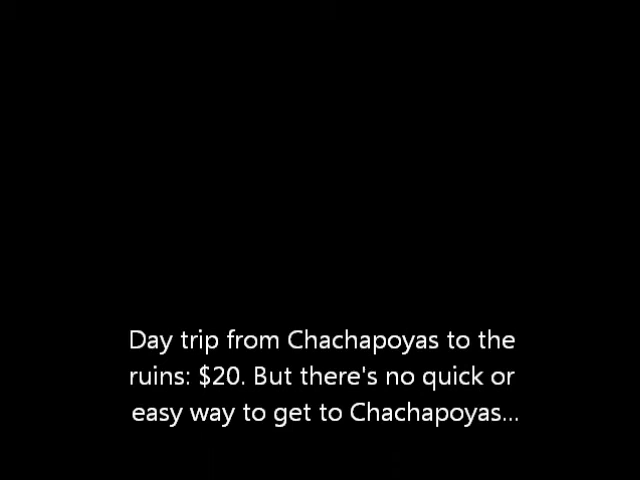 Day trip from Chachapoyas to the
ruins: $20. But there's no quick or
easy way to get to Chachapoyas...